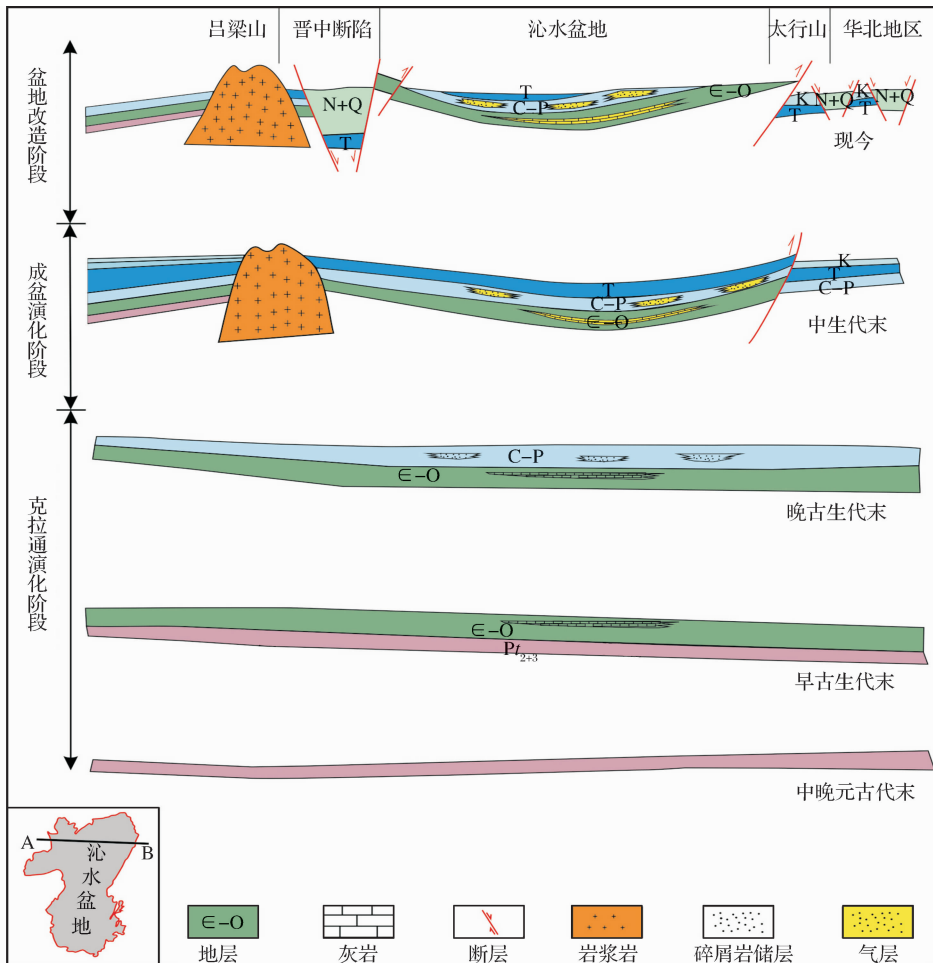 吕梁山 晋中断陷 沁水盆地 太行山 华北地区
盆地改造阶段
N+Q
T
T
C-P
∈-O
K
T
N+Q
K
T
N+Q
现今
成盆演化阶段
T
C-P
∈-O
K
T
C-P
中生代末
克拉通演化阶段
C-P
∈-O
晚古生代末
∈-O
Pt2+3
早古生代末
中晚元古代末
A
B
沁水盆地
∈-O
地层 灰岩 断层 岩浆岩 碎屑岩储层 气层